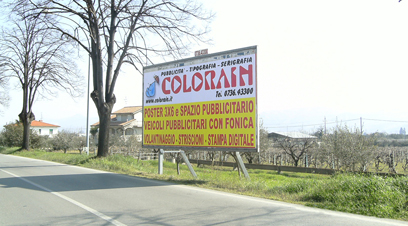 PUBBLICITA' - TIPOGRAFIA - SERIGRAFIA
COLORAIN
www.colorain.it
Tel. 0736.43300
POSTER 3X6 e SPAZIO PUBBLICITARIO
VEICOLI PUBBLICITARI CON FONICA
VOLANTINAGGIO - STRISCIONI - STAMPA DIGITALE